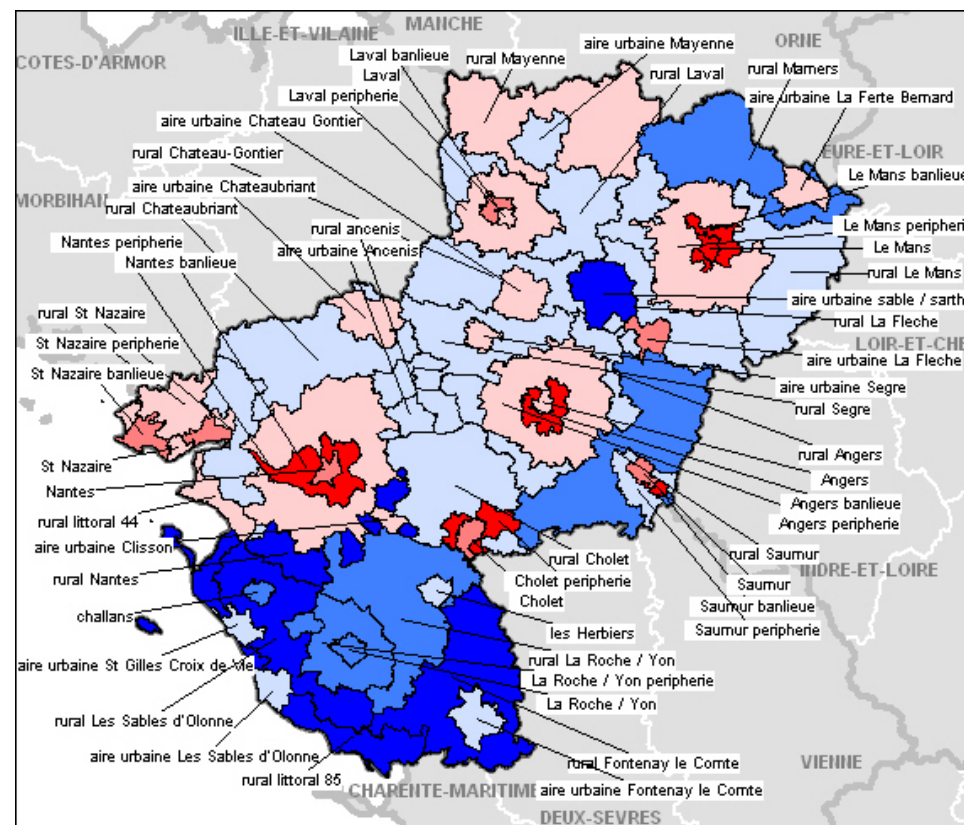 MANCHE
ILLE-ET-VILAINE
ORNE
COTES-D'ARMOR
Laval banlieue
rural Mayenne
aire urbaine Mayenne
Laval
rural Laval
rural Mamers
Laval peripherie
aire urbaine La Ferte Bernard
aire urbaine Chateau Gontier
rural Chateau-Gontier
EURE-ET-LOIR
aire urbaine Chateaubriant
Le Mans banlieue
MORBIHAN
rural Chateaubriant
rural ancenis
Le Mans peripherie
Nantes peripherie
aire urbaine Ancenis
Le Mans
Nantes banlieue
rural Le Mans
aire urbaine sable / sarth
rural St Nazaire
rural La Fleche
St Nazaire peripherie
LOIR-ET-CHE
aire urbaine La Fleche
St Nazaire banlieue
aire urbaine Segre
rural Segre
rural Angers
St Nazaire
Angers
Nantes
Angers banlieue
rural littoral 44
Angers peripherie
aire urbaine Clisson
rural Cholet
rural Saumur
rural Nantes
Cholet peripherie
INDRE-ET-LOIRE
Saumur
Cholet
Saumur banlieue
challans
les Herbiers
Saumur peripherie
aire urbaine St Gilles Croix de Vie
rural La Roche / Yon
La Roche / Yon peripherie
La Roche / Yon
rural Les Sables d'Olonne
aire urbaine Les Sables d'Olonne
rural Fontenay le Comte
VIENNE
rural littoral 85
CHARENTE-MARITIME
aire urbaine Fontenay le Comte
DEUX-SEVRES